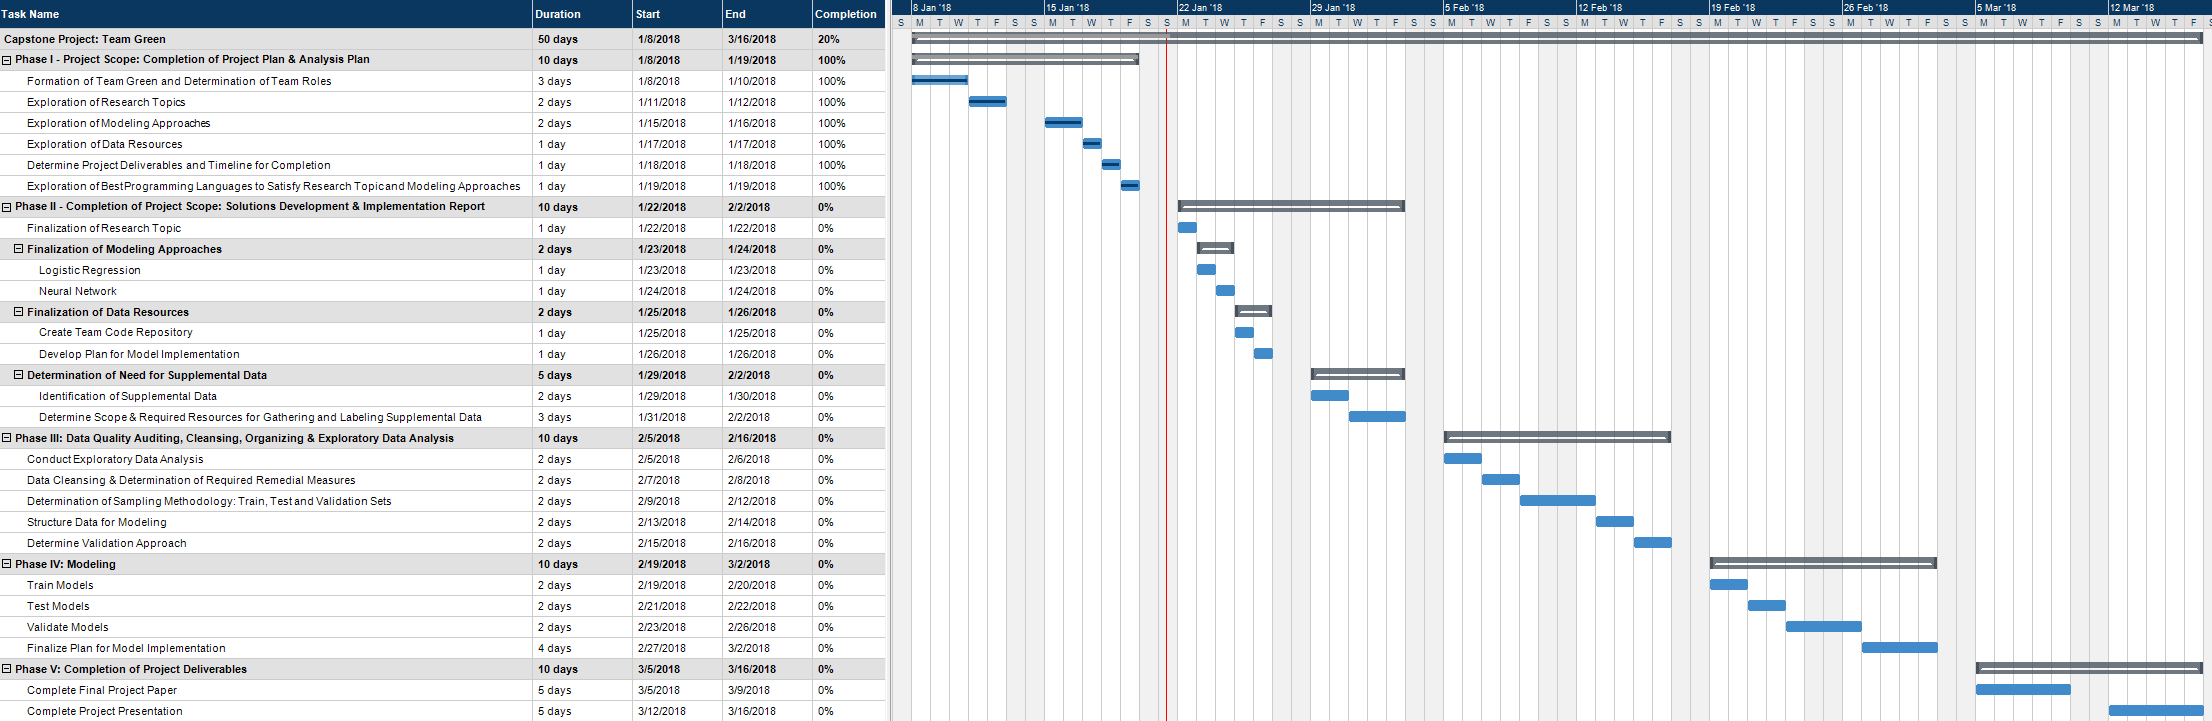 Task Name Duration Start End Completion 8 Jan '18 15 Jan '18 22 Jan '18 29 Jan '18 5 Feb '18 12 Feb '18 19 Feb '18 26 Feb '18 5 Mar '18 12 Mar '18
S M T W T F S S M T W T F S S M T W T F S S M T W T F S S M T W T F S S M T W T F S S M T W T F S S M T W T F S S M T W T F S S M T W T F S
Capstone Project: Team Green 50 days 1/8/2018 3/16/2018 20%
Phase I - Project Scope: Completion of Project Plan & Analysis Plan 10 days 1/8/2018 1/19/2018 100%
Formation of Team Green and Determination of Team Roles 3 days 1/8/2018 1/10/2018 100%
Exploration of Research Topics 2 days 1/11/2018 1/12/2018 100%
Exploration of Modeling Approaches 2 days 1/15/2018 1/16/2018 100%
Exploration of Data Resources 1 day 1/17/2018 1/17/2018 100%
Determine Project Deliverables and Timeline for Completion 1 day 1/18/2018 1/18/2018 100%
Exploration of Best Programming Languages to Satisfy Research Topic and Modeling Approaches 1 day 1/19/2018 1/19/2018 100%
Phase II - Completion of Project Scope: Solutions Development & Implementation Report 10 days 1/22/2018 2/2/2018 0%
Finalization of Research Topic 1 day 1/22/2018 1/22/2018 0%
Finalization of Modeling Approaches 2 days 1/23/2018 1/24/2018 0%
Logistic Regression 1 day 1/23/2018 1/23/2018 0%
Neural Network 1 day 1/24/2018 1/24/2018 0%
Finalization of Data Resources 2 days 1/25/2018 1/26/2018 0%
Create Team Code Repository 1 day 1/25/2018 1/25/2018 0%
Develop Plan for Model Implementation 1 day 1/26/2018 1/26/2018 0%
Determination of Need for Supplemental Data 5 days 1/29/2018 2/2/2018 0%
Identification of Supplemental Data 2 days 1/29/2018 1/30/2018 0%
Determine Scope & Required Resources for Gathering and Labeling Supplemental Data 3 days 1/31/2018 2/2/2018 0%
Phase III: Data Quality Auditing, Cleansing, Organizing & Exploratory Data Analysis 10 days 2/5/2018 2/16/2018 0%
Conduct Exploratory Data Analysis 2 days 2/5/2018 2/6/2018 0%
Data Cleansing & Determination of Required Remedial Measures 2 days 2/7/2018 2/8/2018 0%
Determination of Sampling Methodology: Train, Test and Validation Sets 2 days 2/9/2018 2/12/2018 0%
Structure Data for Modeling 2 days 2/13/2018 2/14/2018 0%
Determine Validation Approach 2 days 2/15/2018 2/16/2018 0%
Phase IV: Modeling 10 days 2/19/2018 3/2/2018 0%
Train Models 2 days 2/19/2018 2/20/2018 0%
Test Models 2 days 2/21/2018 2/22/2018 0%
Validate Models 2 days 2/23/2018 2/26/2018 0%
Finalize Plan for Model Implementation 4 days 2/27/2018 3/2/2018 0%
Phase V: Completion of Project Deliverables 10 days 3/5/2018 3/16/2018 0%
Complete Final Project Paper 5 days 3/5/2018 3/9/2018 0%
Complete Project Presentation 5 days 3/12/2018 3/16/2018 0%